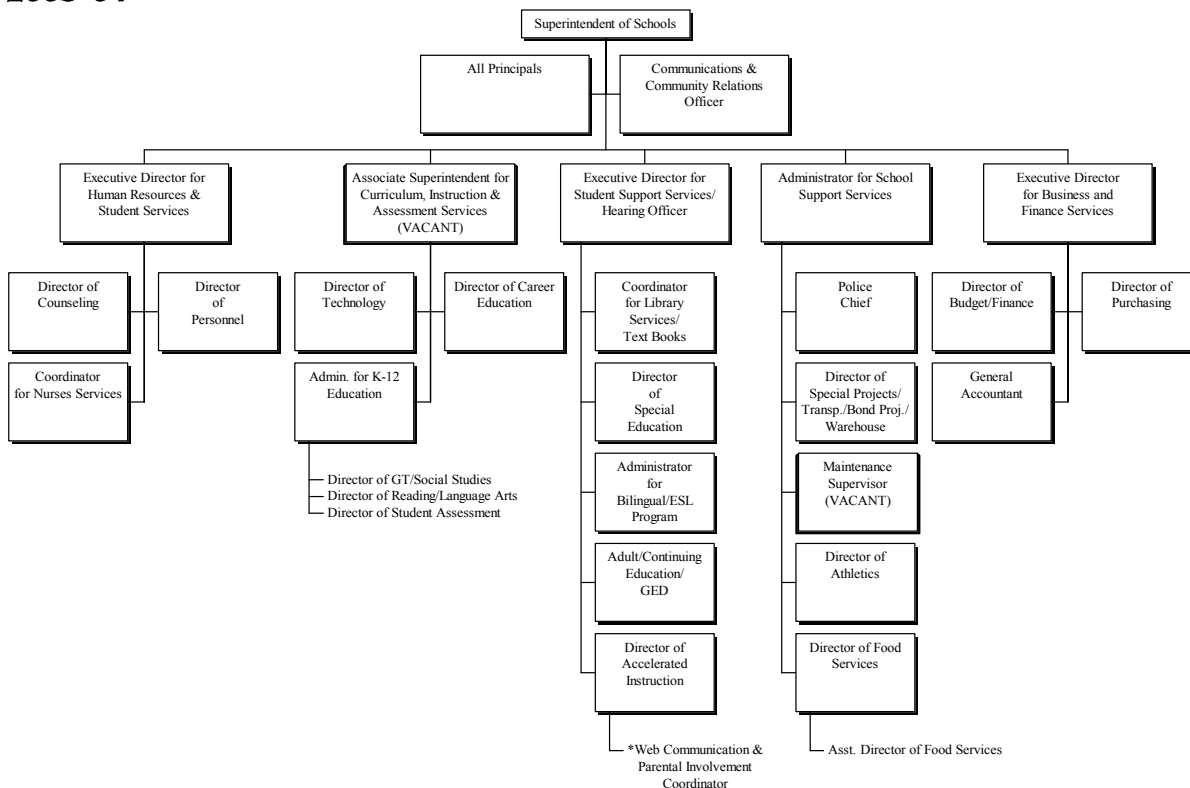 Superintendent of Schools
All Principals
Communications &
Community Relations
Officer
Executive Director for
Human Resources &
Student Services
Associate Superintendent for
Curriculum, Instruction &
Assessment Services
(VACANT)
Executive Director for
Student Support Services/
Hearing Officer
Administrator for School
Support Services
Executive Director
for Business and
Finance Services
Director of
Counseling
Director
of
Personnel
Coordinator
for Nurses Services
Director of
Technology
Director of Career
Education
Admin. for K-12
Education
Director of GT/Social Studies
Director of Reading/Language Arts
Director of Student Assessment
Coordinator
for Library
Services/
Text Books
Director
of
Special
Education
Administrator
for
Bilingual/ESL
Program
Adult/Continuing
Education/
GED
Director of
Accelerated
Instruction
*Web Communication &
Parental Involvement
Coordinator
Police
Chief
Director of
Special Projects/
Transp./Bond Proj./
Warehouse
Maintenance
Supervisor
(VACANT)
Director of
Athletics
Director of Food
Services
Asst. Director of Food Services
Director of
Budget/Finance
Director of
Purchasing
General
Accountant